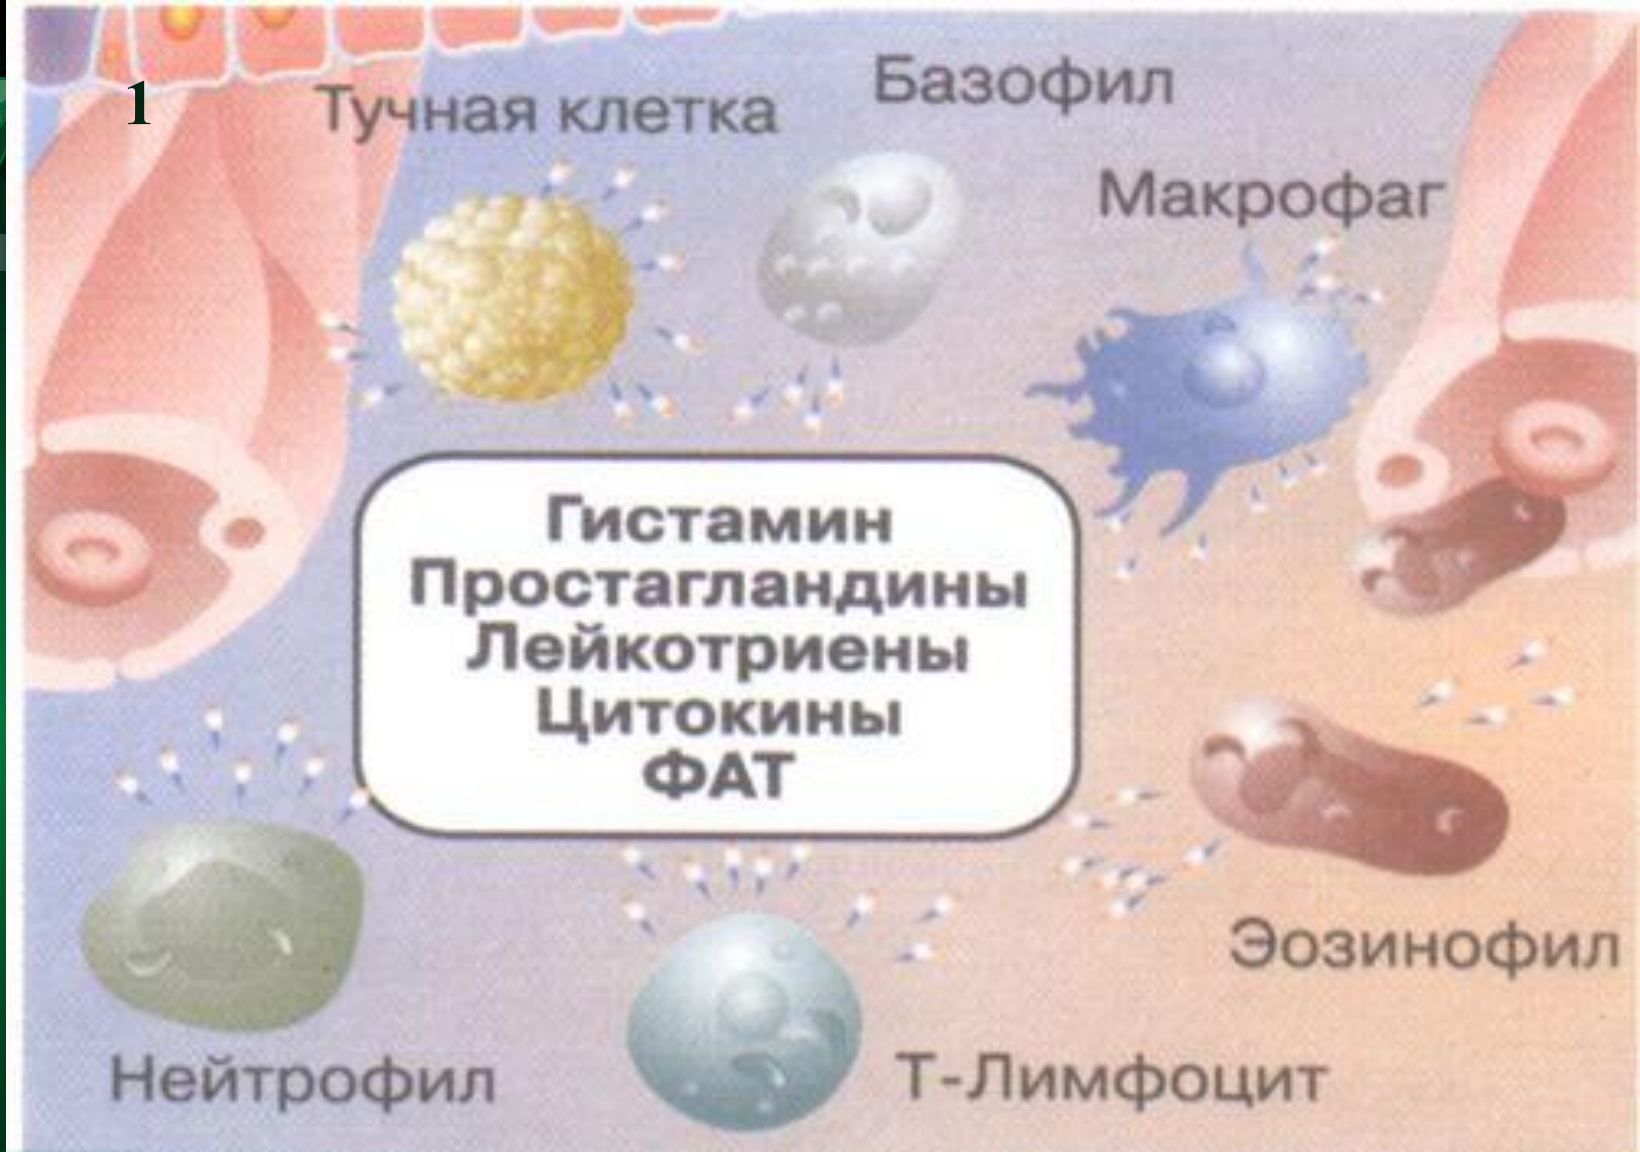 1
Тучная клетка
Базофил
Макрофаг
Гистамин
Простагландины
Лейкотриены
Цитокины
ФАТ
Эозинофил
Нейтрофил
Т-Лимфоцит